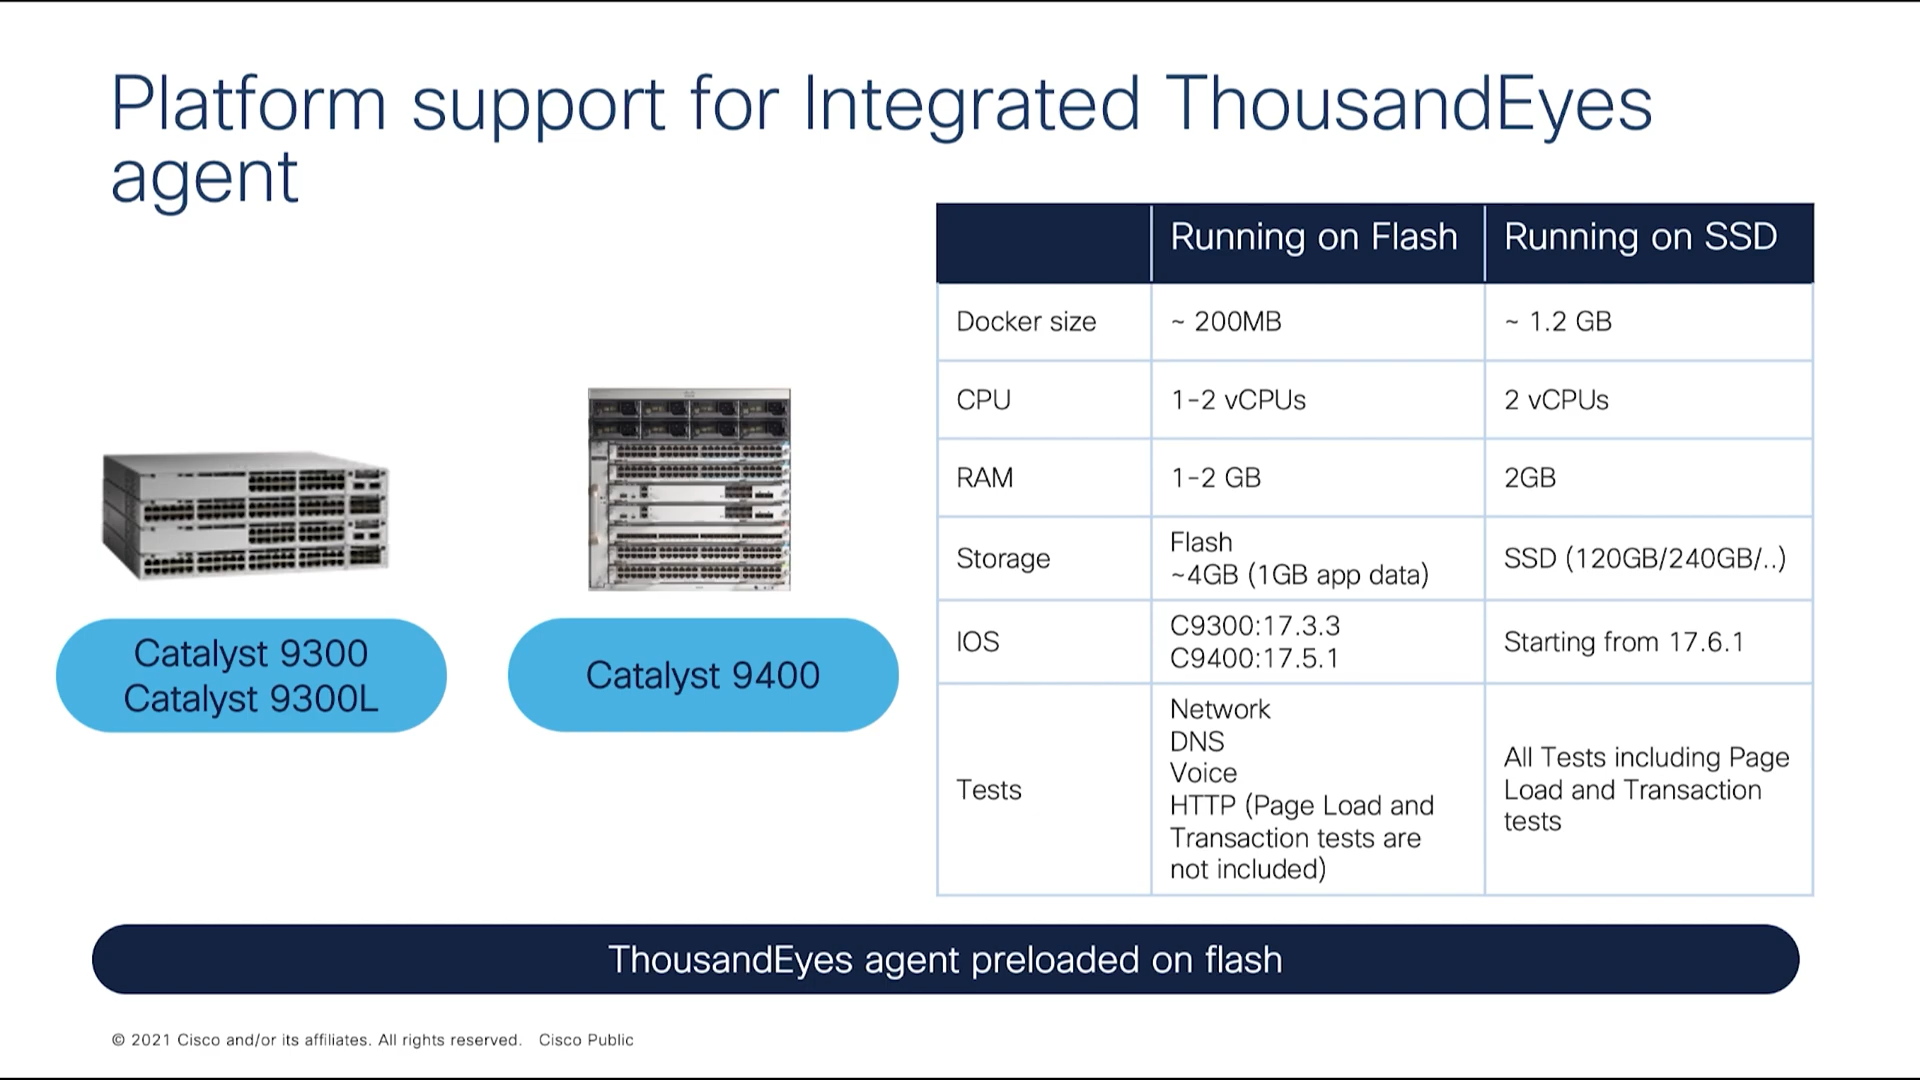 Platform support for Integrated ThousandEyes
agent
Running on Flash
Running on SSD
Docker size
~ 200MB
~ 1.2 GB
CPU
1-2 vCPUs
2 vCPUs
RAM
1-2 GB
2GB
Storage
Flash
~4GB (1GB app data)
SSD (120GB/240GB/..)
IOS
C9300:17.3.3
C9400:17.5.1
Starting from 17.6.1
Tests
Network
DNS
Voice
HTTP (Page Load and
Transaction tests are
not included)
All Tests including Page
Load and Transaction
tests
Catalyst 9300
Catalyst 9300L
Catalyst 9400
ThousandEyes agent preloaded on flash
© 2021 Cisco and/or its affiliates. All rights reserved. Cisco Public